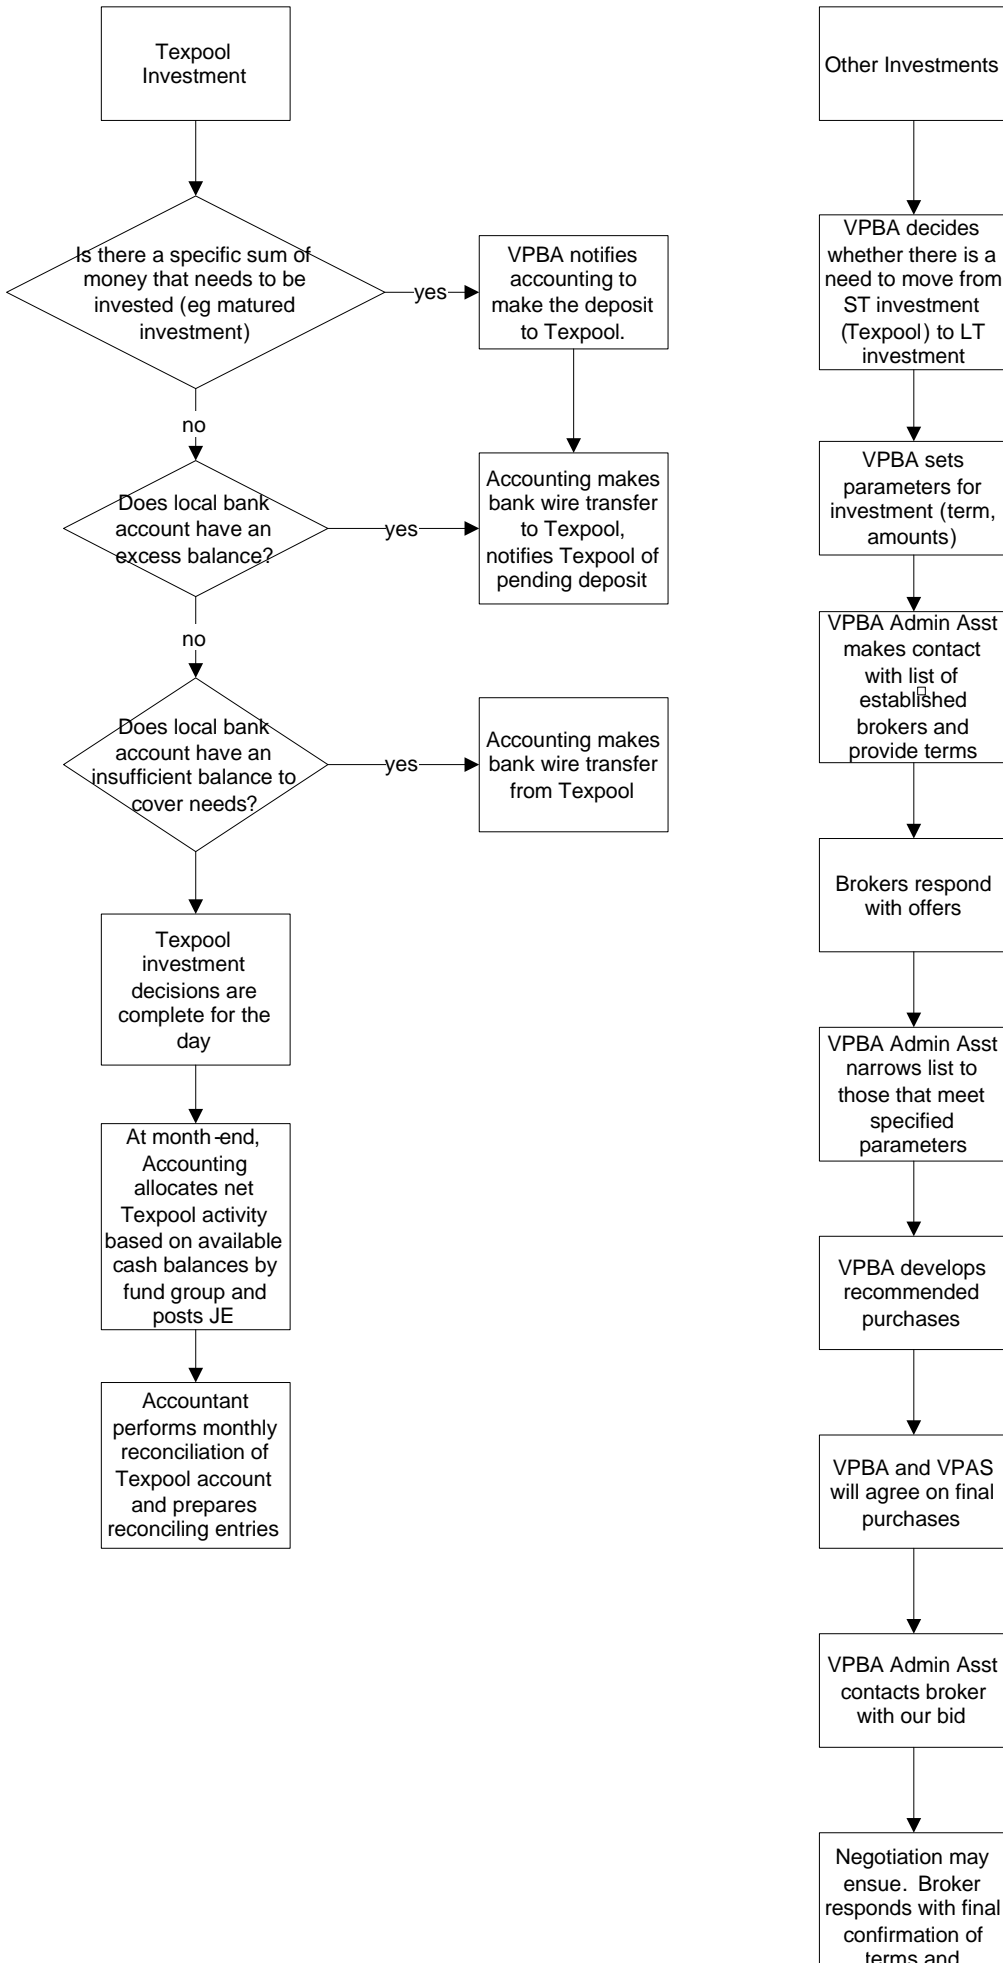 Texpool
Investment
Is there a specific sum of
money that needs to be
invested (eg matured
investment)
yes
VPBA notifies
accounting to
make the deposit
to Texpool.
no
Does local bank
account have an
excess balance?
yes
Accounting makes
bank wire transfer
to Texpool,
notifies Texpool of
pending deposit
no
Does local bank
account have an
insufficient balance to
cover needs?
yes
Accounting makes
bank wire transfer
from Texpool
Texpool
investment
decisions are
complete for the
day
At month-end,
Accounting
allocates net
Texpool activity
based on available
cash balances by
fund group and
posts JE
Accountant
performs monthly
reconciliation of
Texpool account
and prepares
reconciling entries
Other Investments
VPBA decides
whether there is a
need to move from
ST investment
(Texpool) to LT
investment
VPBA sets
parameters for
investment (term,
amounts)
VPBA Admin Asst
makes contact
with list of
established
brokers and
provide terms
Brokers respond
with offers
VPBA Admin Asst
narrows list to
those that meet
specified
parameters
VPBA develops
recommended
purchases
VPBA and VPAS
will agree on final
purchases
VPBA Admin Asst
contacts broker
with our bid
Negotiation may
ensue. Broker
responds with final
confirmation of
terms and